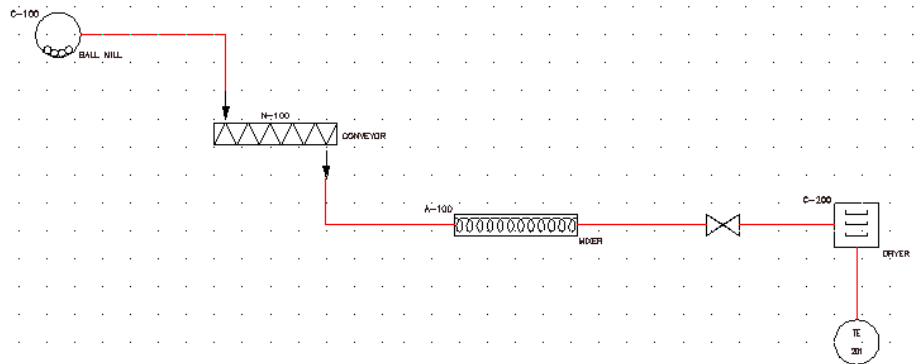 C-100
BALL MILL
N-100
CONVEYOR
A-100
MIXER
C-200
DRYER
TE
201